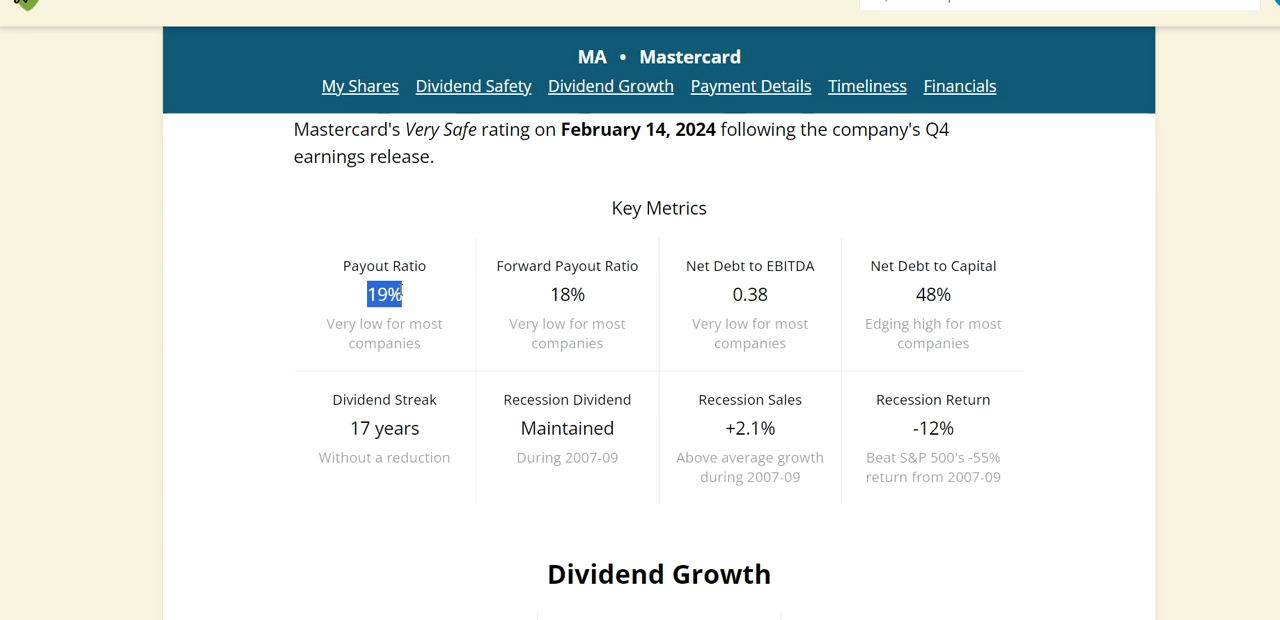 MA • Mastercard
My Shares Dividend Safety Dividend Growth Payment Details Timeliness Financials
Mastercard's Very Safe rating on February 14, 2024 following the company's Q4
earnings release.
Key Metrics
Payout Ratio
19%
Very low for most
companies
Forward Payout Ratio
18%
Very low for most
companies
Net Debt to EBITDA
0.38
Very low for most
companies
Net Debt to Capital
48%
Edging high for most
companies
Dividend Streak
17 years
Without a reduction
Recession Dividend
Maintained
During 2007-09
Recession Sales
+2.1%
Above average growth
during 2007-09
Recession Return
-12%
Beat S&P 500's -55%
return from 2007-09
Dividend Growth